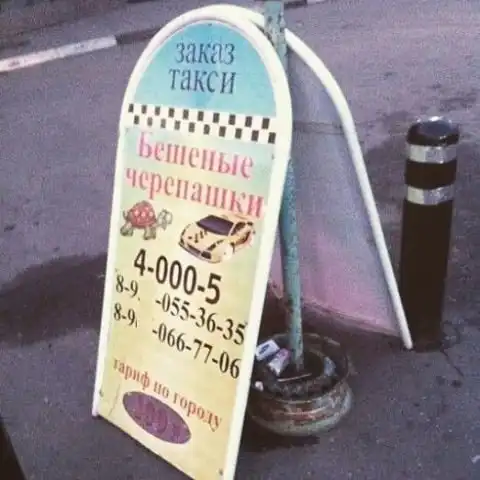 заказ
такси
Бешеные
черепашки
4-000-5
8-9 -055-36-35
8-9 -066-77-06
тариф по городу